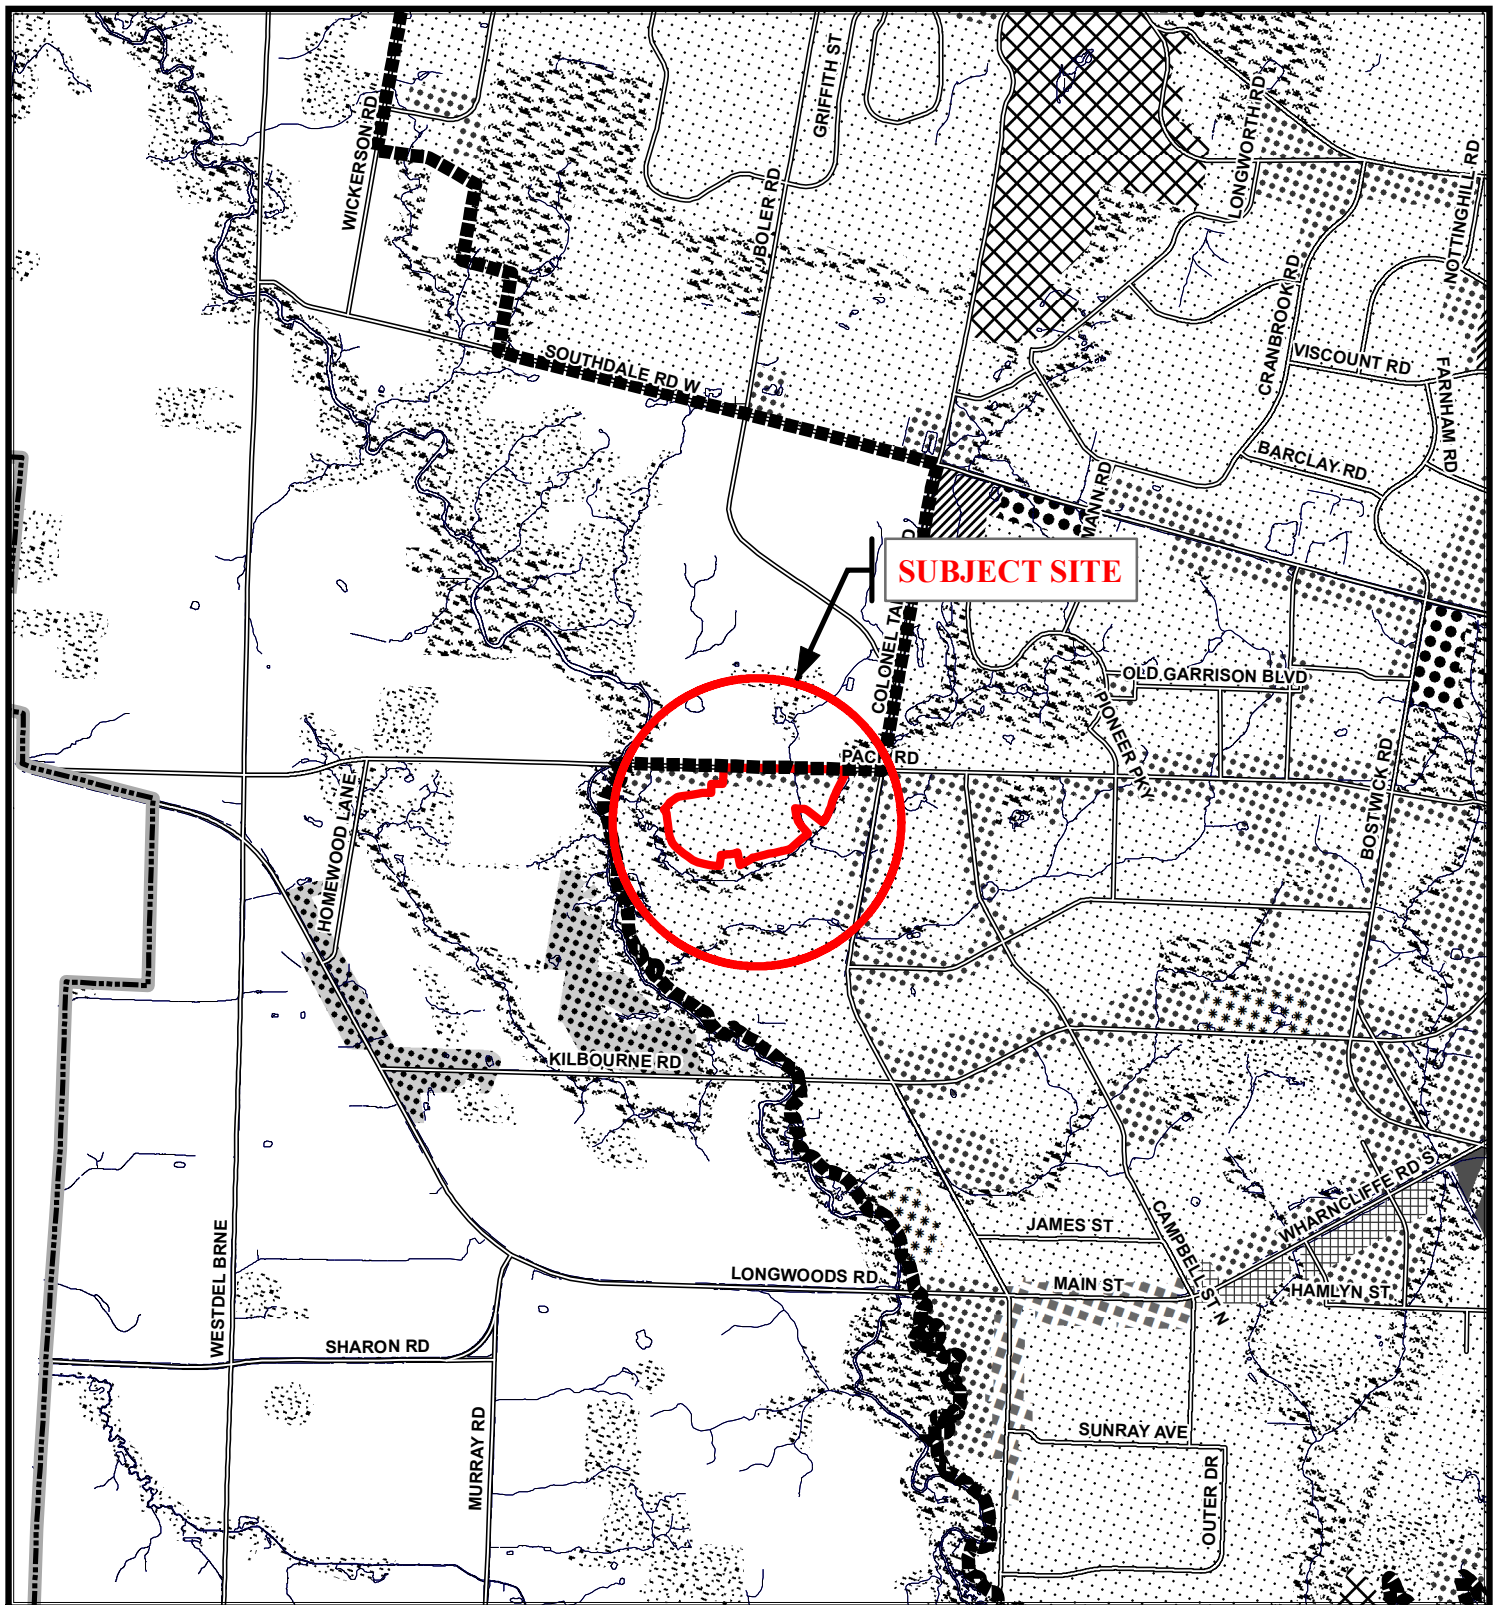 GRIFFITH ST
WICKERSON RD
LONGWORTH RD
NOTTINGHILL RD
BOLER RD
CRANBROOK RD
SOUTHDALE RD W
VISCOUNT RD
FARNHAM RD
BARCLAY RD
MANN RD
SUBJECT SITE
COLONEL TA
OLD GARRISON BLVD
PIONEER PKY
PACK RD
BOSTWICK RD
HOMEWOOD LANE
KILBOURNE RD
WHARNCLIFFE RD S
JAMES ST
CAMPBELL ST N
WESTDEL BRNE
LONGWOODS RD
MAIN ST
HAMLYN ST
SHARON RD
MURRAY RD
SUNRAY AVE
OUTER DR